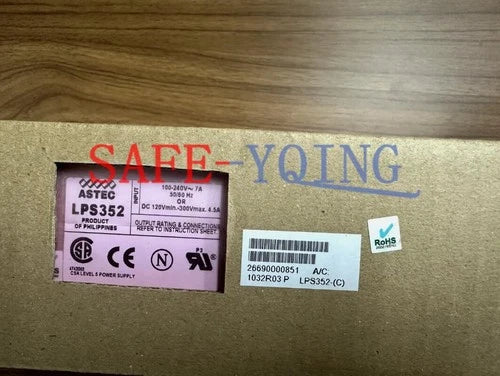 SAFE-YQING
ASTEC
LPS352
PRODUCT
OF PHILIPPINES
INPUT
100-240V~ 7A
50/60 Hz
OR
DC 120Vmin.-300Vmax. 4.5A
OUTPUT RATING & CONNECTIONS
REFER TO INSTRUCTION SHEET.
CSA LEVEL 5 POWER SUPPLY
RoHS
26690000851 A/C:
1032R03 P LPS352-(C)